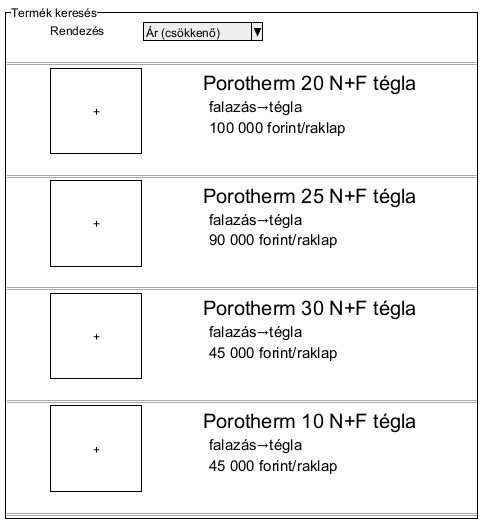 Termék keresés
Rendezés Ár (csökkenő)
Porotherm 20 N+F tégla
falazás→tégla
100 000 forint/raklap
Porotherm 25 N+F tégla
falazás→tégla
90 000 forint/raklap
Porotherm 30 N+F tégla
falazás→tégla
45 000 forint/raklap
Porotherm 10 N+F tégla
falazás→tégla
45 000 forint/raklap